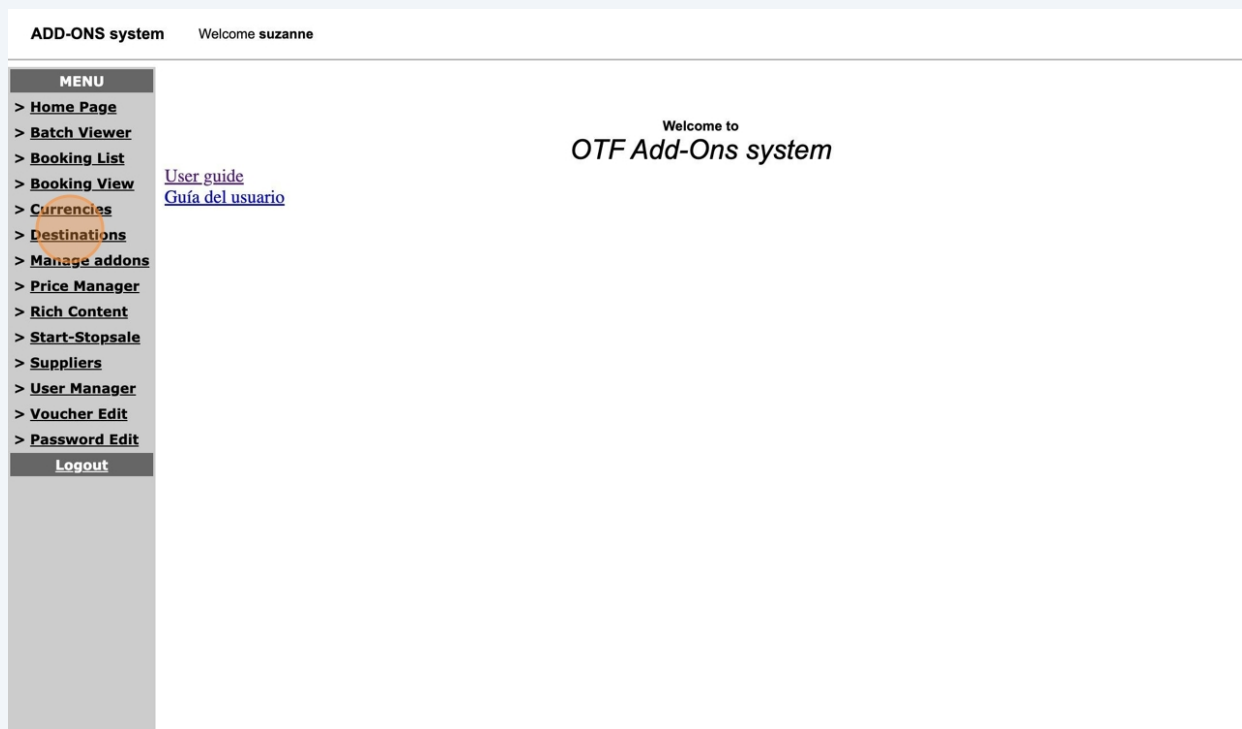 ADD-ONS system Welcome suzanne
MENU
> Home Page
> Batch Viewer
> Booking List
> Booking View
> Currencies
> Destinations
> Manage addons
> Price Manager
> Rich Content
> Start-Stopsale
> Suppliers
> User Manager
> Voucher Edit
> Password Edit
Logout
Welcome to
OTF Add-Ons system
User guide
Guía del usuario